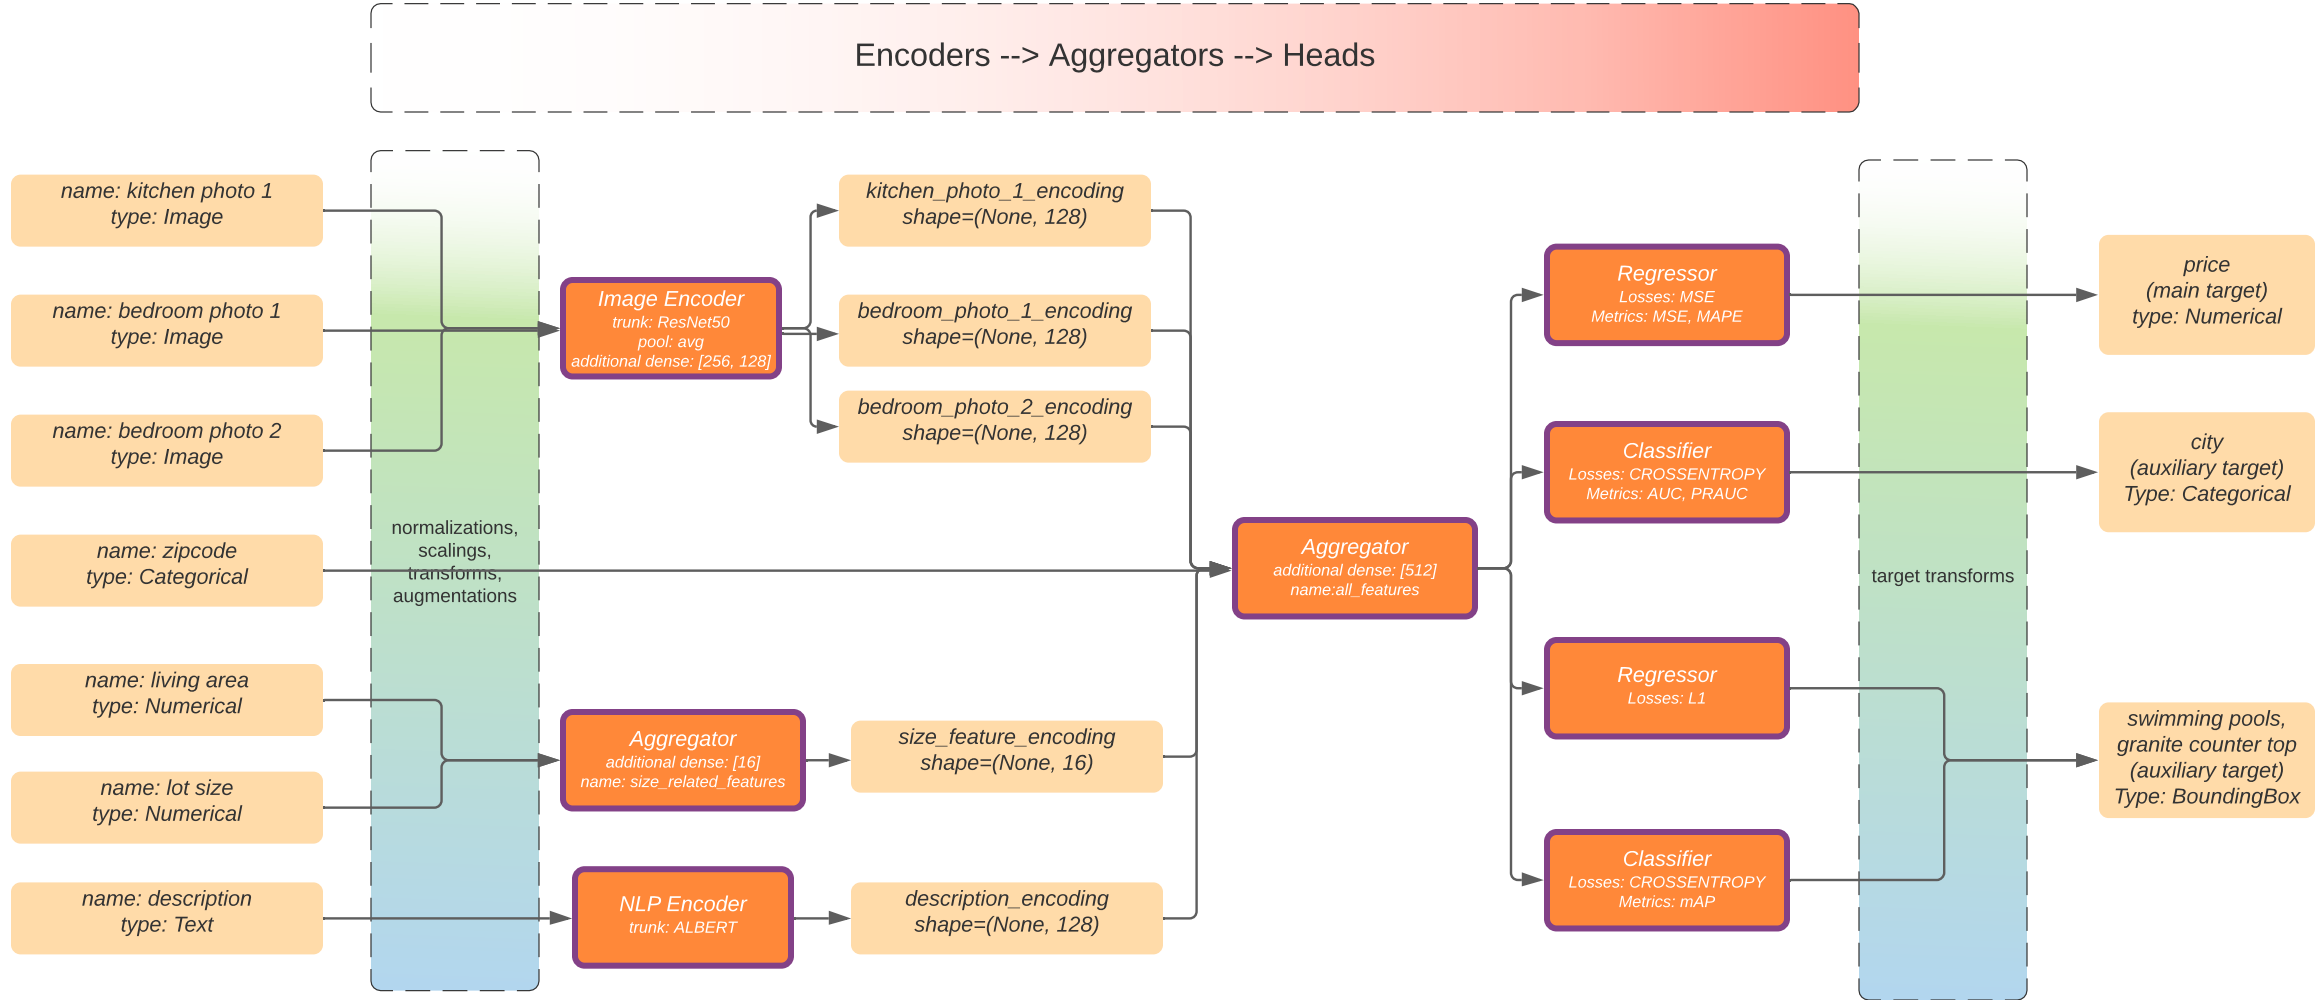 Encoders --> Aggregators --> Heads
name: kitchen photo 1
type: Image
name: bedroom photo 1
type: Image
name: bedroom photo 2
type: Image
name: zipcode
type: Categorical
name: living area
type: Numerical
name: lot size
type: Numerical
name: description
type: Text
normalizations,
scalings,
transforms,
augmentations
Image Encoder
trunk: ResNet50
pool: avg
additional dense: [256, 128]
Aggregator
additional dense: [16]
name: size_related_features
NLP Encoder
trunk: ALBERT
kitchen_photo_1_encoding
shape=(None, 128)
bedroom_photo_1_encoding
shape=(None, 128)
bedroom_photo_2_encoding
shape=(None, 128)
size_feature_encoding
shape=(None, 16)
description_encoding
shape=(None, 128)
Aggregator
additional dense: [512]
name:all_features
Regressor
Losses: MSE
Metrics: MSE, MAPE
Classifier
Losses: CROSSENTROPY
Metrics: AUC, PRAUC
Regressor
Losses: L1
Classifier
Losses: CROSSENTROPY
Metrics: mAP
target transforms
price
(main target)
type: Numerical
city
(auxiliary target)
Type: Categorical
swimming pools,
granite counter top
(auxiliary target)
Type: BoundingBox